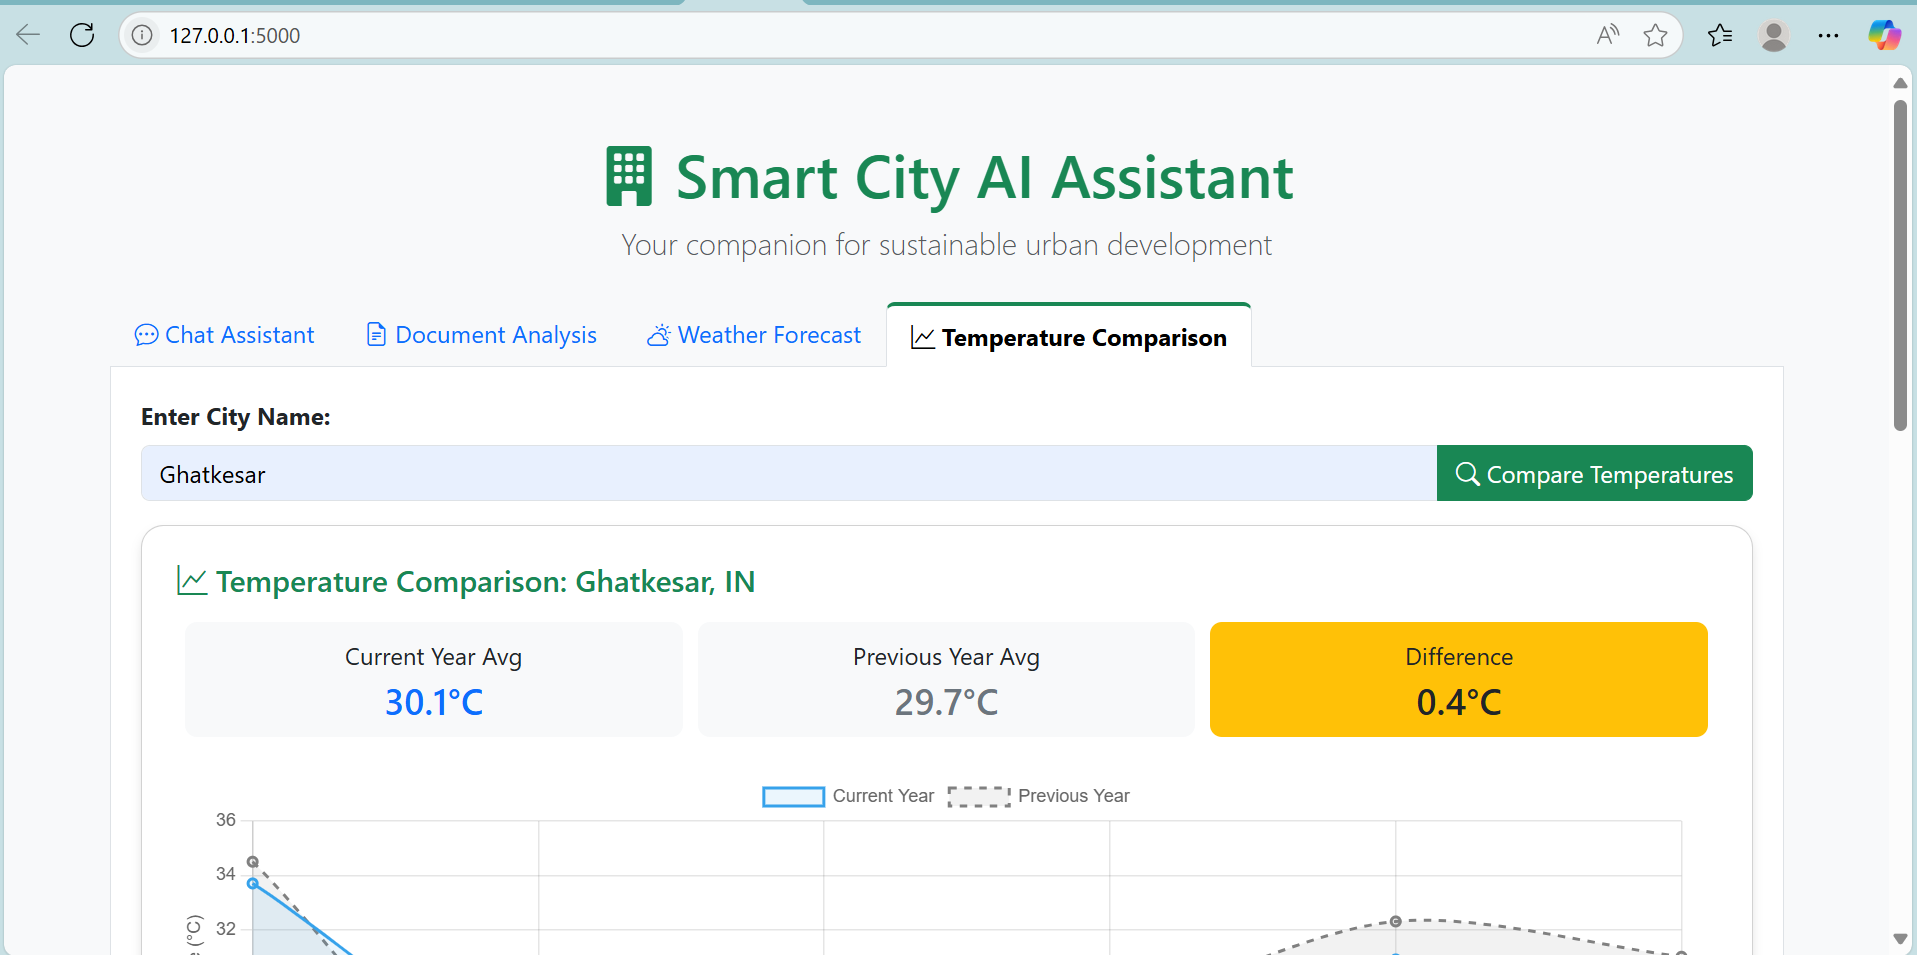 127.0.0.1:5000
Smart City AI Assistant
Your companion for sustainable urban development
Chat Assistant
Document Analysis
Weather Forecast
Temperature Comparison
Enter City Name:
Ghatkesar
Compare Temperatures
Temperature Comparison: Ghatkesar, IN
Current Year Avg
30.1°C
Previous Year Avg
29.7°C
Difference
0.4°C
Current Year
Previous Year
36
34
32
(°C)